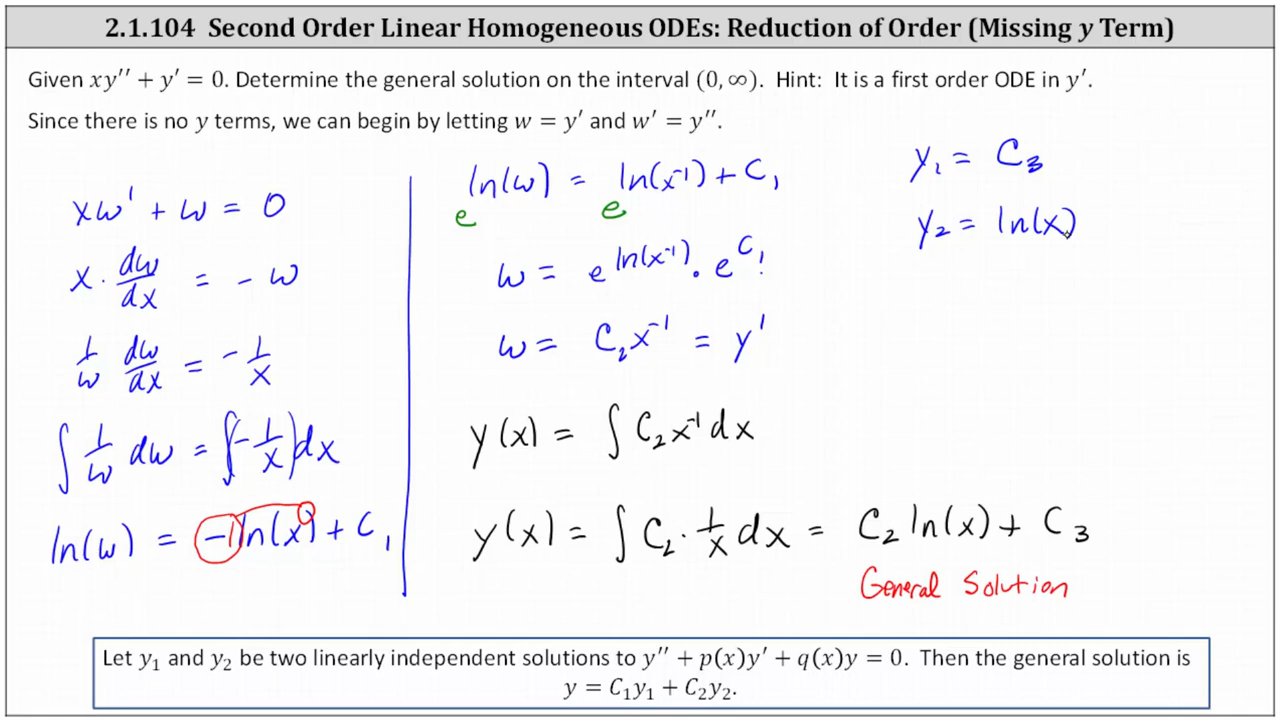 2.1.104 Second Order Linear Homogeneous ODEs: Reduction of Order (Missing y Term)
Given xy′′ + y′ = 0. Determine the general solution on the interval (0, ∞). Hint: It is a first order ODE in y′.
Since there is no y terms, we can begin by letting w = y′ and w′ = y′′.
xw' + w = 0
x · dw/dx = - w
1/w dw/dx = - 1/x
∫ 1/w dw = ∫(- 1/x)dx
ln(w) = -1 ln(x) + C₁
ln(w) = ln(x⁻¹) + C₁
e e
w = e^ln(x⁻¹) · e^C₁
w = C₂x⁻¹ = y'
y(x) = ∫ C₂x⁻¹ dx
y(x) = ∫ C₂ · 1/x dx = C₂ ln(x) + C₃
General Solution
y₁ = C₃
y₂ = ln(x)
Let y₁ and y₂ be two linearly independent solutions to y′′ + p(x)y′ + q(x)y = 0. Then the general solution is
y = C₁y₁ + C₂y₂.